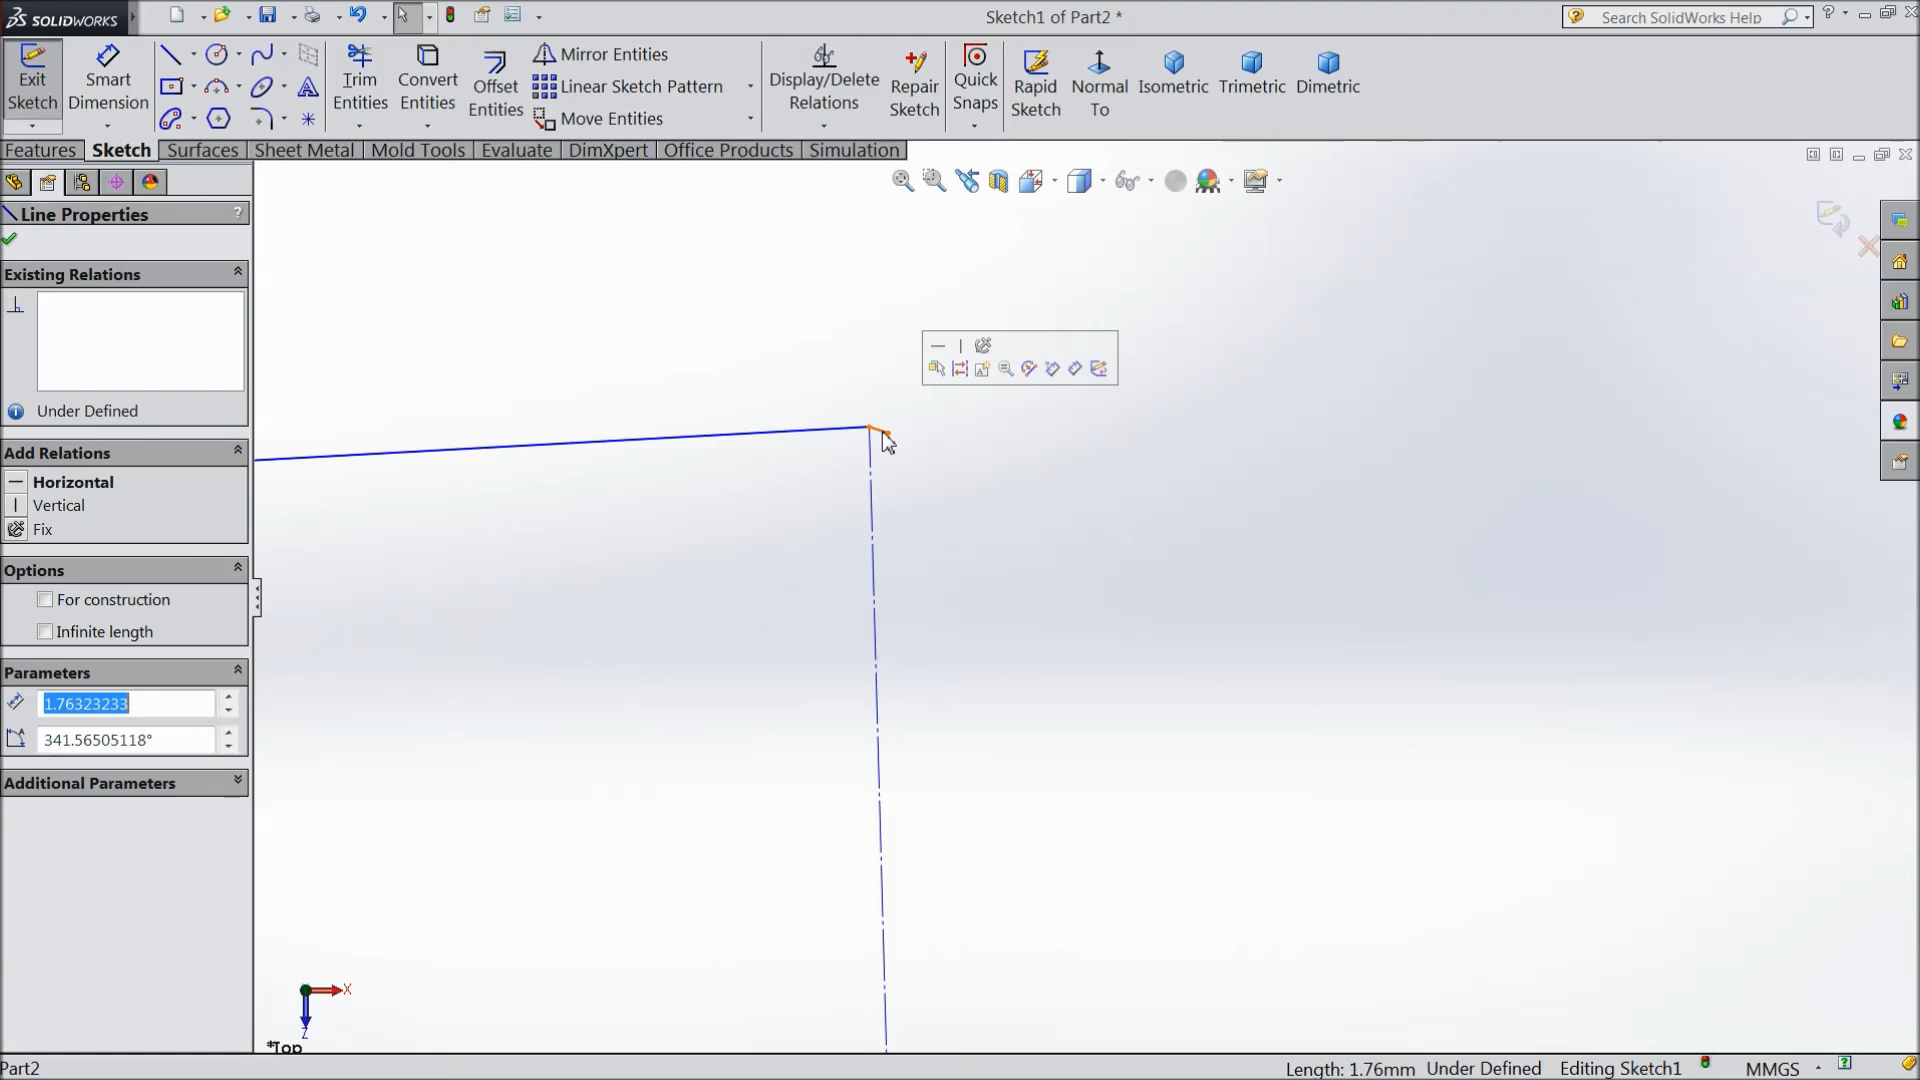 SOLIDWORKS
Sketch1 of Part2 *
Search SolidWorks Help
Exit
Sketch
Smart
Dimension
Trim
Entities
Convert
Entities
Offset
Entities
Mirror Entities
Linear Sketch Pattern
Move Entities
Display/Delete
Relations
Repair
Sketch
Quick
Snaps
Rapid
Sketch
Normal
To
Isometric
Trimetric
Dimetric
Features
Sketch
Surfaces
Sheet Metal
Mold Tools
Evaluate
DimXpert
Office Products
Simulation
Line Properties
?
Existing Relations
Under Defined
Add Relations
Horizontal
Vertical
Fix
Options
For construction
Infinite length
Parameters
1.76323233
341.56505118°
Additional Parameters
X
Z
*Top
Part2
Length: 1.76mm
Under Defined
Editing Sketch1
MMGS